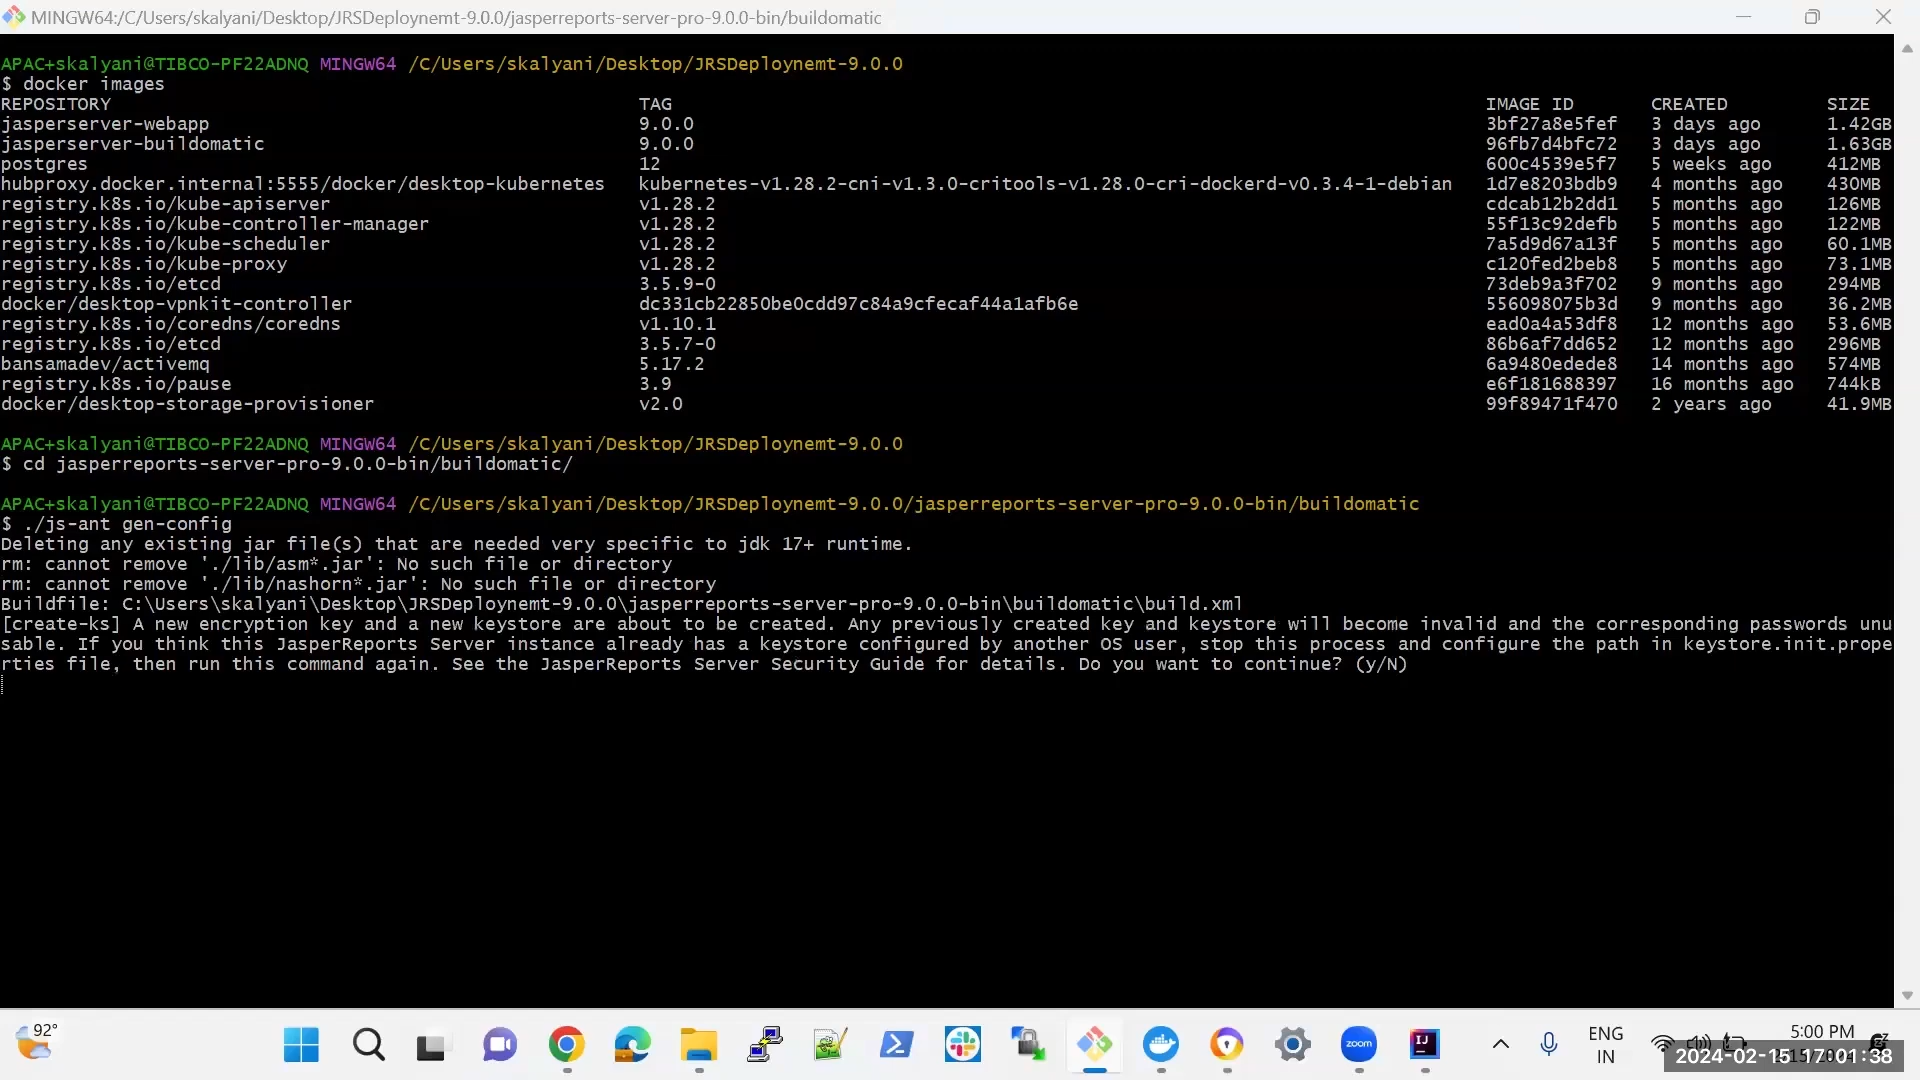 MINGW64:/C/Users/skalyani/Desktop/JRSDeploynemt-9.0.0/jasperreports-server-pro-9.0.0-bin/buildomatic
APAC+skalyani@TIBCO-PF22ADNQ MINGW64 /C/Users/skalyani/Desktop/JRSDeploynemt-9.0.0
$ docker images
REPOSITORY TAG IMAGE ID CREATED SIZE
jasperserver-webapp 9.0.0 3bf27a8e5fef 3 days ago 1.42GB
jasperserver-buildomatic 9.0.0 96fb7d4bfc72 3 days ago 1.63GB
postgres 12 600c4539e5f7 5 weeks ago 412MB
hubproxy.docker.internal:5555/docker/desktop-kubernetes kubernetes-v1.28.2-cni-v1.3.0-critools-v1.28.0-cri-dockerd-v0.3.4-1-debian 1d7e8203bdb9 4 months ago 430MB
registry.k8s.io/kube-apiserver v1.28.2 cdcab12b2dd1 5 months ago 126MB
registry.k8s.io/kube-controller-manager v1.28.2 55f13c92defb 5 months ago 122MB
registry.k8s.io/kube-scheduler v1.28.2 7a5d9d67a13f 5 months ago 60.1MB
registry.k8s.io/kube-proxy v1.28.2 c120fed2beb8 5 months ago 73.1MB
registry.k8s.io/etcd 3.5.9-0 73deb9a3f702 9 months ago 294MB
docker/desktop-vpnkit-controller dc331cb22850be0cdd97c84a9cfecaf44a1afb6e 556098075b3d 9 months ago 36.2MB
registry.k8s.io/coredns/coredns v1.10.1 ead0a4a53df8 12 months ago 53.6MB
registry.k8s.io/etcd 3.5.7-0 86b6af7dd652 12 months ago 296MB
bansamadev/activemq 5.17.2 6a9480edede8 14 months ago 574MB
registry.k8s.io/pause 3.9 e6f181688397 16 months ago 744kB
docker/desktop-storage-provisioner v2.0 99f89471f470 2 years ago 41.9MB
APAC+skalyani@TIBCO-PF22ADNQ MINGW64 /C/Users/skalyani/Desktop/JRSDeploynemt-9.0.0
$ cd jasperreports-server-pro-9.0.0-bin/buildomatic/
APAC+skalyani@TIBCO-PF22ADNQ MINGW64 /C/Users/skalyani/Desktop/JRSDeploynemt-9.0.0/jasperreports-server-pro-9.0.0-bin/buildomatic
$ ./js-ant gen-config
Deleting any existing jar file(s) that are needed very specific to jdk 17+ runtime.
rm: cannot remove './lib/asm*.jar': No such file or directory
rm: cannot remove './lib/nashorn*.jar': No such file or directory
Buildfile: C:\Users\skalyani\Desktop\JRSDeploynemt-9.0.0\jasperreports-server-pro-9.0.0-bin\buildomatic\build.xml
[create-ks] A new encryption key and a new keystore are about to be created. Any previously created key and keystore will become invalid and the corresponding passwords unu
sable. If you think this JasperReports Server instance already has a keystore configured by another OS user, stop this process and configure the path in keystore.init.prope
rties file, then run this command again. See the JasperReports Server Security Guide for details. Do you want to continue? (y/N)
92°
zoom
IJ
ENG
IN
5:00 PM
2024-02-15 17:01:38